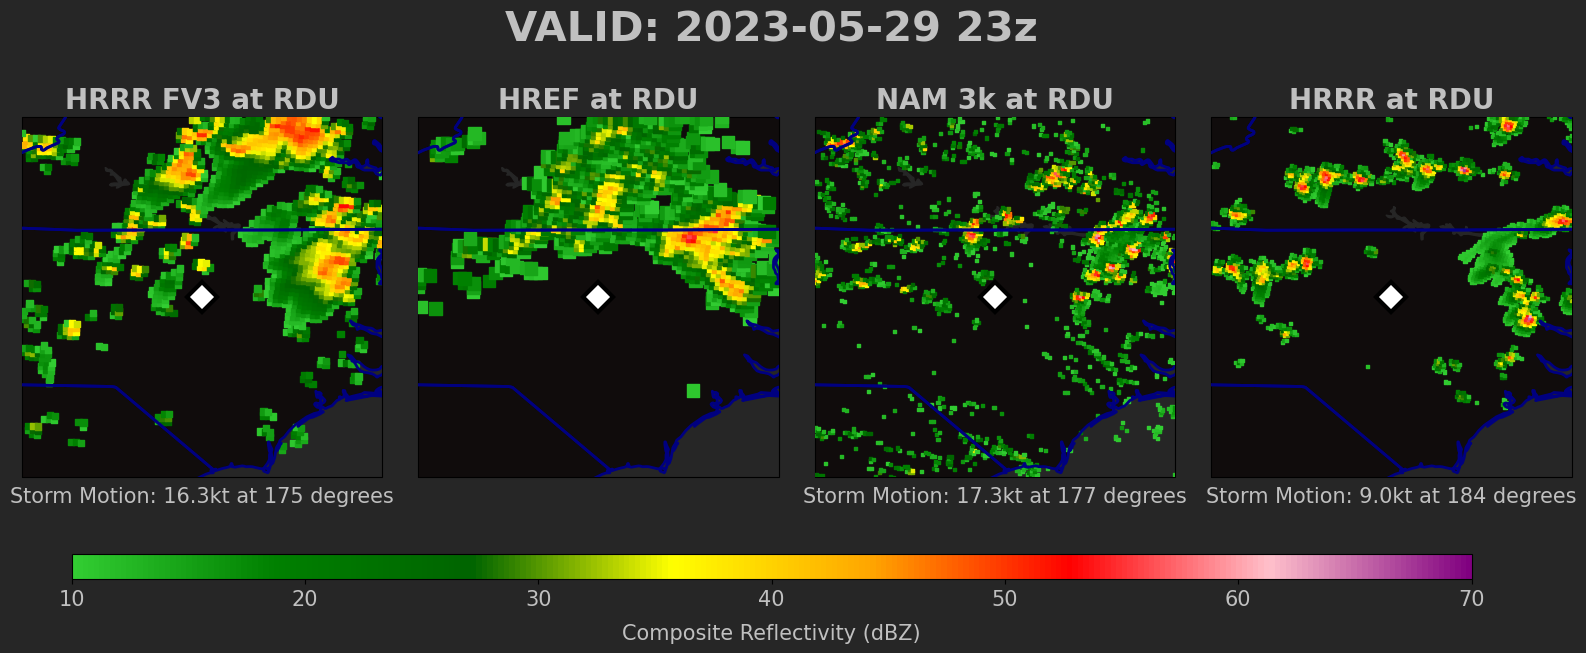 VALID: 2023-05-29 23z
HRRR FV3 at RDU
HREF at RDU
NAM 3k at RDU
HRRR at RDU
Storm Motion: 16.3kt at 175 degrees
Storm Motion: 17.3kt at 177 degrees
Storm Motion: 9.0kt at 184 degrees
10 20 30 40 50 60 70
Composite Reflectivity (dBZ)